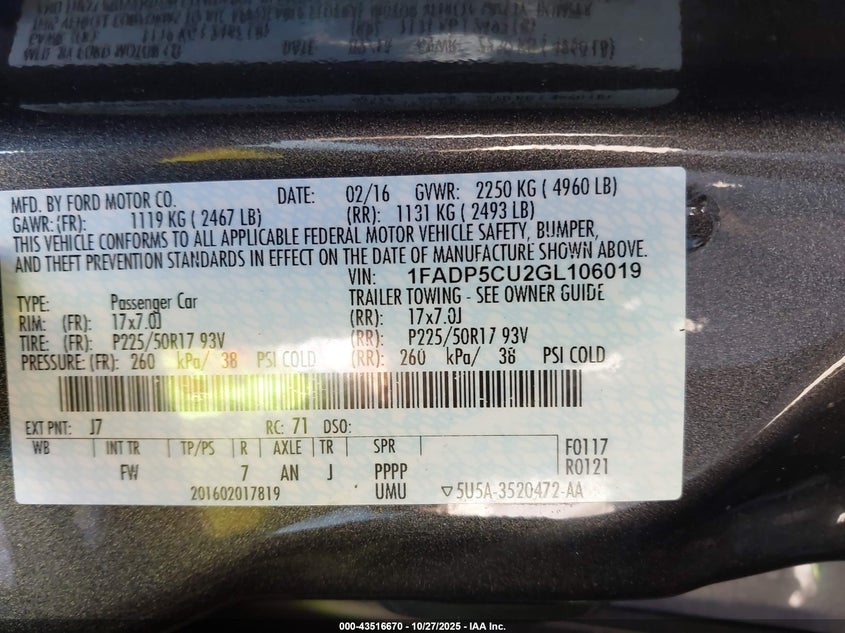 MFD. BY FORD MOTOR CO. DATE: 02/16 GVWR: 2250 KG ( 4960 LB)
GAWR: (FR): 1119 KG ( 2467 LB) (RR): 1131 KG ( 2493 LB)
THIS VEHICLE CONFORMS TO ALL APPLICABLE FEDERAL MOTOR VEHICLE SAFETY, BUMPER,
AND THEFT PREVENTION STANDARDS IN EFFECT ON THE DATE OF MANUFACTURE SHOWN ABOVE.
VIN: 1FADP5CU2GL106019
TYPE: Passenger Car TRAILER TOWING - SEE OWNER GUIDE
RIM: (FR): 17x7.0J (RR): 17x7.0J
TIRE: (FR): P225/50R17 93V (RR): P225/50R17 93V
PRESSURE: (FR): 260 kPa/ 38 PSI COLD (RR): 260 kPa/ 38 PSI COLD
EXT PNT: J7 RC: 71 DSO:
WB INT TR TP/PS R AXLE TR SPR F0117
FW 7 AN J PPPP R0121
201602017819 UMU ▽5U5A-3520472-AA
000-43516670 - 10/27/2025 - IAA Inc.